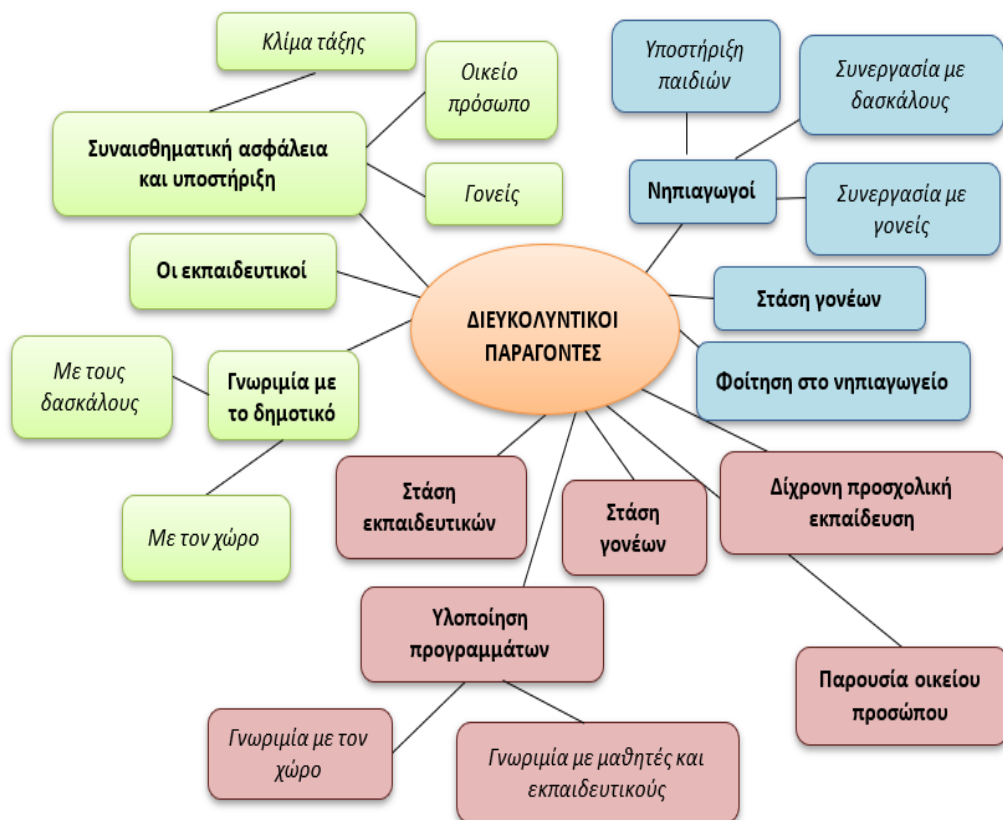 Κλίμα τάξης
Οικείο
πρόσωπο
Συναισθηματική ασφάλεια
και υποστήριξη
Γονείς
Οι εκπαιδευτικοί
Με τους
δασκάλους
Γνωριμία με
το δημοτικό
Με τον χώρο
Υποστήριξη
παιδιών
Συνεργασία με
δασκάλους
Νηπιαγωγοί
Συνεργασία με
γονείς
Στάση γονέων
Φοίτηση στο νηπιαγωγείο
ΔΙΕΥΚΟΛΥΝΤΙΚΟΙ
ΠΑΡΑΓΟΝΤΕΣ
Στάση
εκπαιδευτικών
Στάση
γονέων
Δίχρονη προσχολική
εκπαίδευση
Υλοποίηση
προγραμμάτων
Παρουσία οικείου
προσώπου
Γνωριμία με τον
χώρο
Γνωριμία με μαθητές και
εκπαιδευτικούς